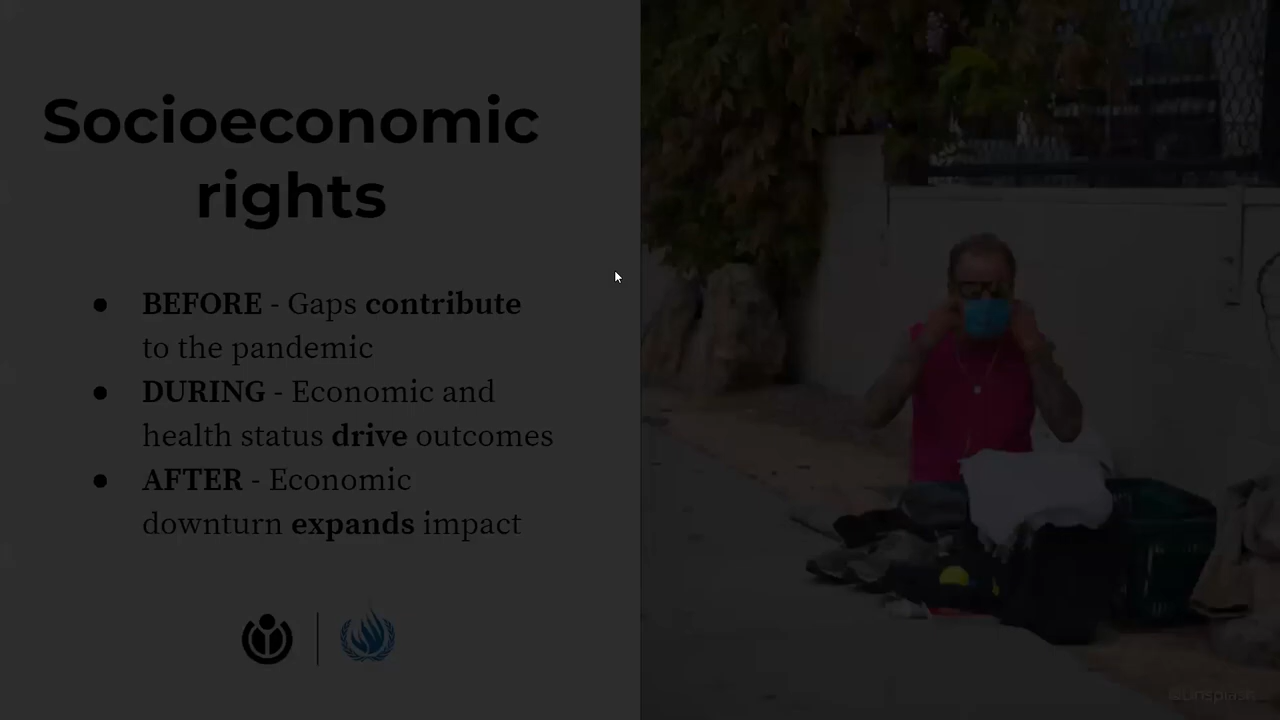 Socioeconomic
rights
● BEFORE - Gaps contribute
to the pandemic
● DURING - Economic and
health status drive outcomes
● AFTER - Economic
downturn expands impact
@Unsplash